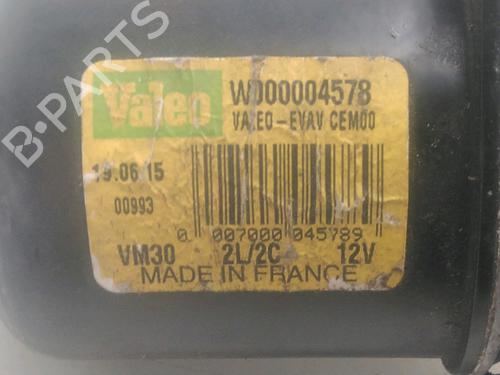 B-PARTS
Valeo
W000004578
VALEO-EVAV CEM00
19.06.15
00993
0 007000 045789
VM30 2L/2C 12V
MADE IN FRANCE